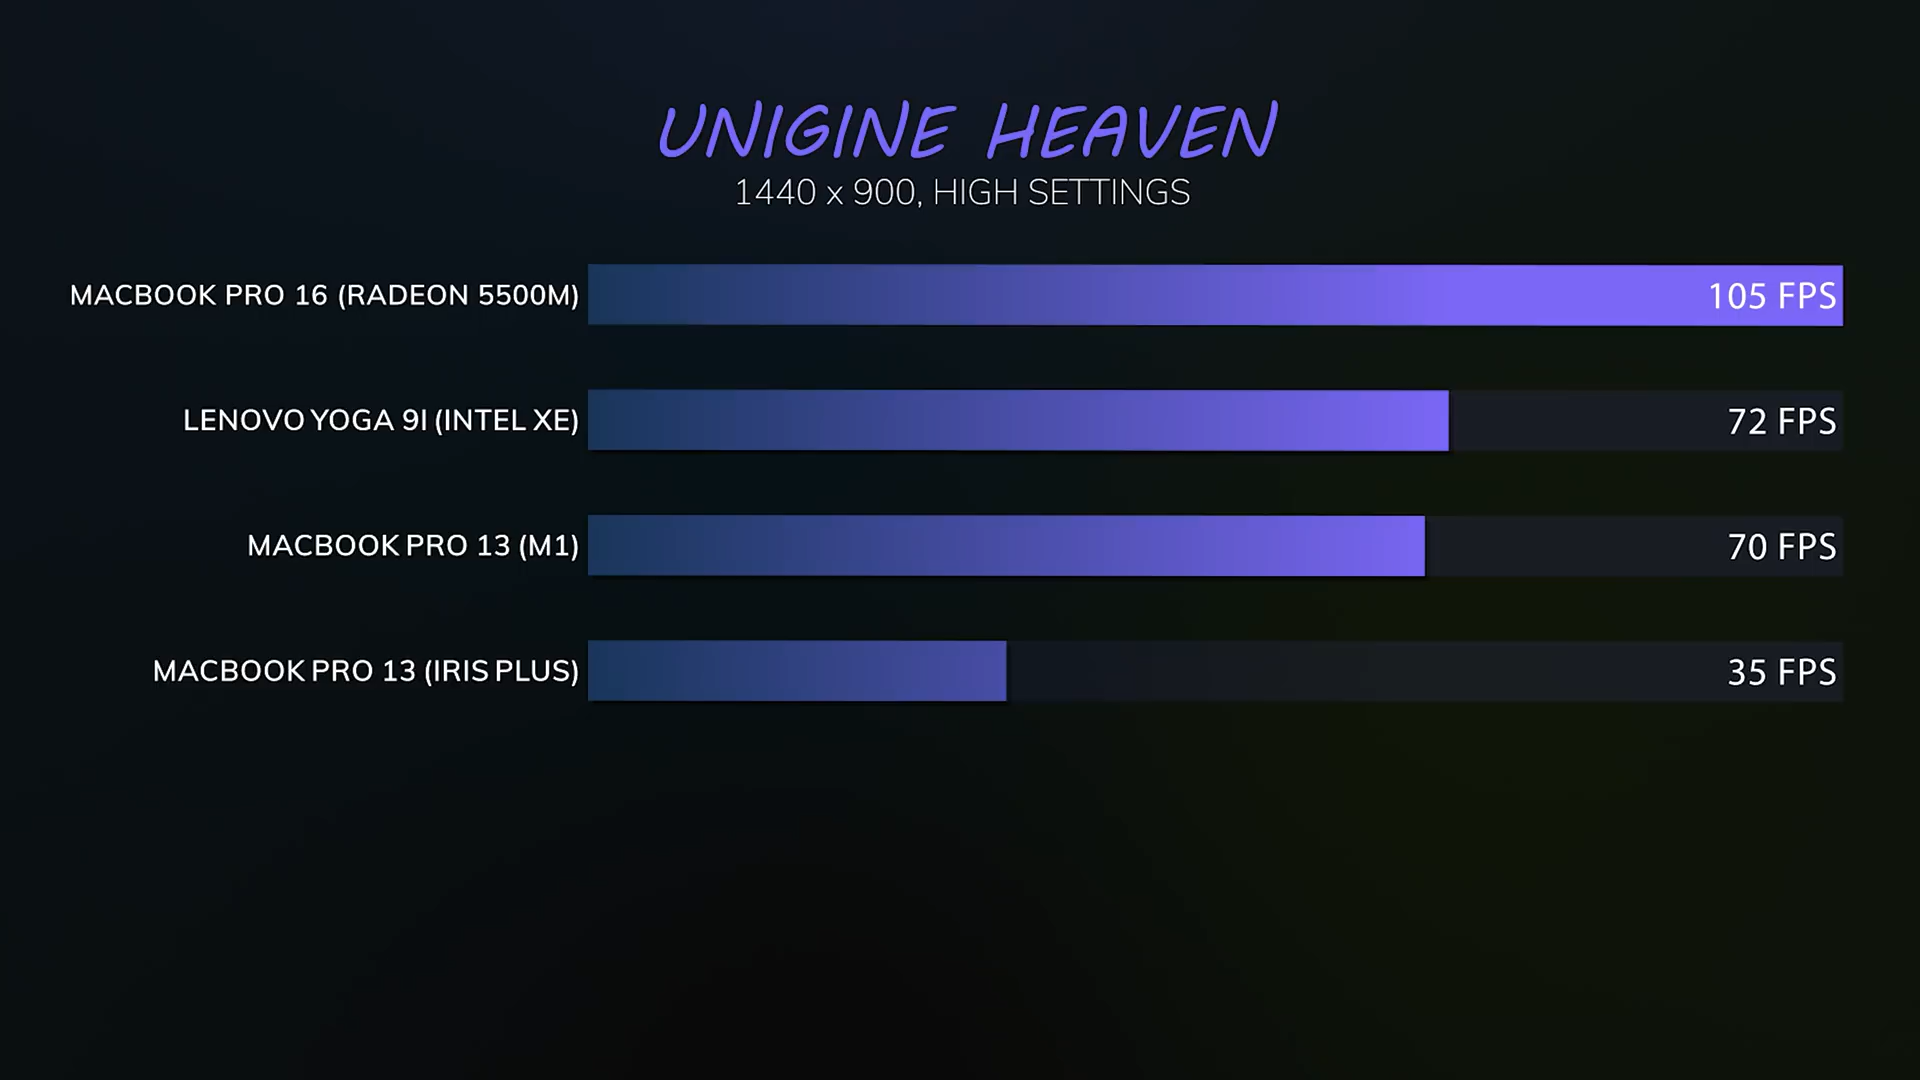 UNIGINE HEAVEN
1440 x 900, HIGH SETTINGS
MACBOOK PRO 16 (RADEON 5500M) 105 FPS
LENOVO YOGA 9I (INTEL XE) 72 FPS
MACBOOK PRO 13 (M1) 70 FPS
MACBOOK PRO 13 (IRIS PLUS) 35 FPS